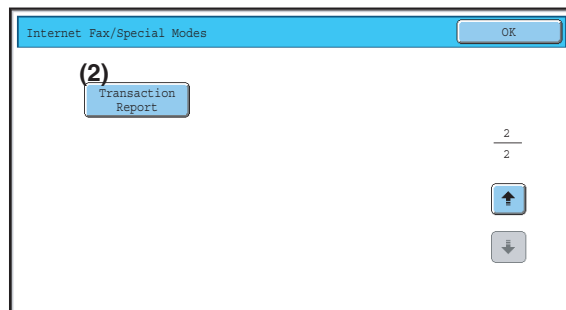 Internet Fax/Special Modes
OK
(2)
Transaction
Report
2
2